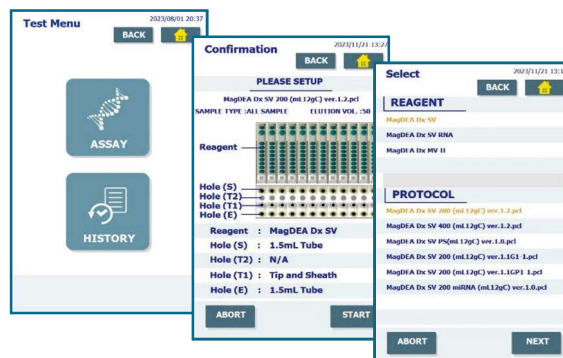 Test Menu
2023/08/01 20:37
BACK
ASSAY
HISTORY
Confirmation
2023/11/21 13:27
BACK
PLEASE SETUP
MagDEA Dx SV 200 (mL12gC) ver.1.2.pcl
SAMPLE TYPE :ALL SAMPLE ELUTION VOL. :50
Reagent
Hole (S)
Hole (T2)
Hole (T1)
Hole (E)
Reagent : MagDEA Dx SV
Hole (S) : 1.5mL Tube
Hole (T2) : N/A
Hole (T1) : Tip and Sheath
Hole (E) : 1.5mL Tube
ABORT START
Select
2023/11/21 13:1
BACK
REAGENT
MagDEA Dx SV
MagDEA Dx SV RNA
MagDEA Dx MV II
PROTOCOL
MagDEA Dx SV 200 (mL12gC) ver.1.2.pcl
MagDEA Dx SV 400 (mL12gC) ver.1.2.pcl
MagDEA Dx SV PS(mL12gC) ver.1.0.pcl
MagDEA Dx SV 200 (mL12gC) ver.1.1G1-1.pcl
MagDEA Dx SV 200 (mL12gC) ver.1.1GP1-1.pcl
MagDEA Dx SV 200 miRNA (mL12gC) ver.1.0.pcl
ABORT NEXT